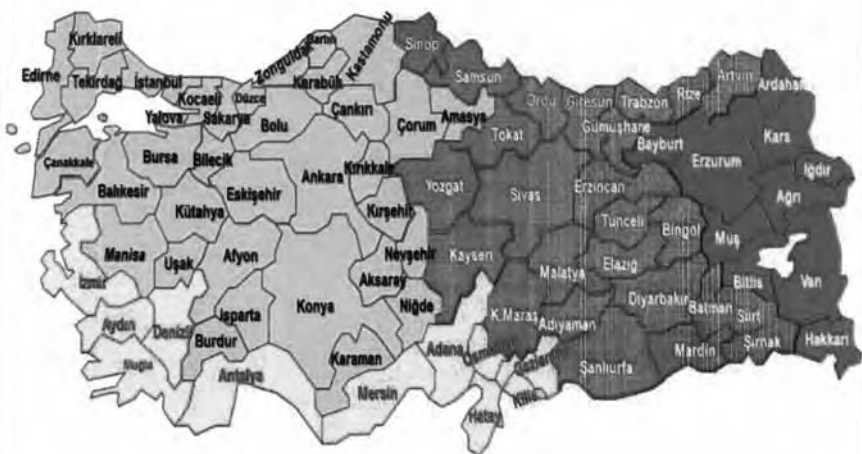 Kırklareli
Edirne
Tekirdağ
İstanbul
Kocaeli
Yalova
Sakarya
Düzce
Zonguldak
Bartın
Karabük
Kastamonu
Bolu
Çankırı
Sinop
Samsun
Çorum
Amasya
Tokat
Ordu
Giresun
Gümüşhane
Trabzon
Rize
Artvin
Ardahan
Bayburt
Erzurum
Kars
Iğdır
Ağrı
Çanakkale
Bursa
Bilecik
Balıkesir
Kütahya
Eskişehir
Ankara
Kırıkkale
Kırşehir
Yozgat
Sivas
Erzincan
Tunceli
Bingöl
Muş
Manisa
İzmir
Uşak
Afyon
Konya
Nevşehir
Aksaray
Niğde
Kayseri
Malatya
Elazığ
Diyarbakır
Batman
Bitlis
Siirt
Van
Aydın
Denizli
Isparta
Burdur
Muğla
Antalya
Karaman
Mersin
Adana
Osmaniye
K.Maraş
Adıyaman
Gaziantep
Kilis
Hatay
Şanlıurfa
Mardin
Şırnak
Hakkari